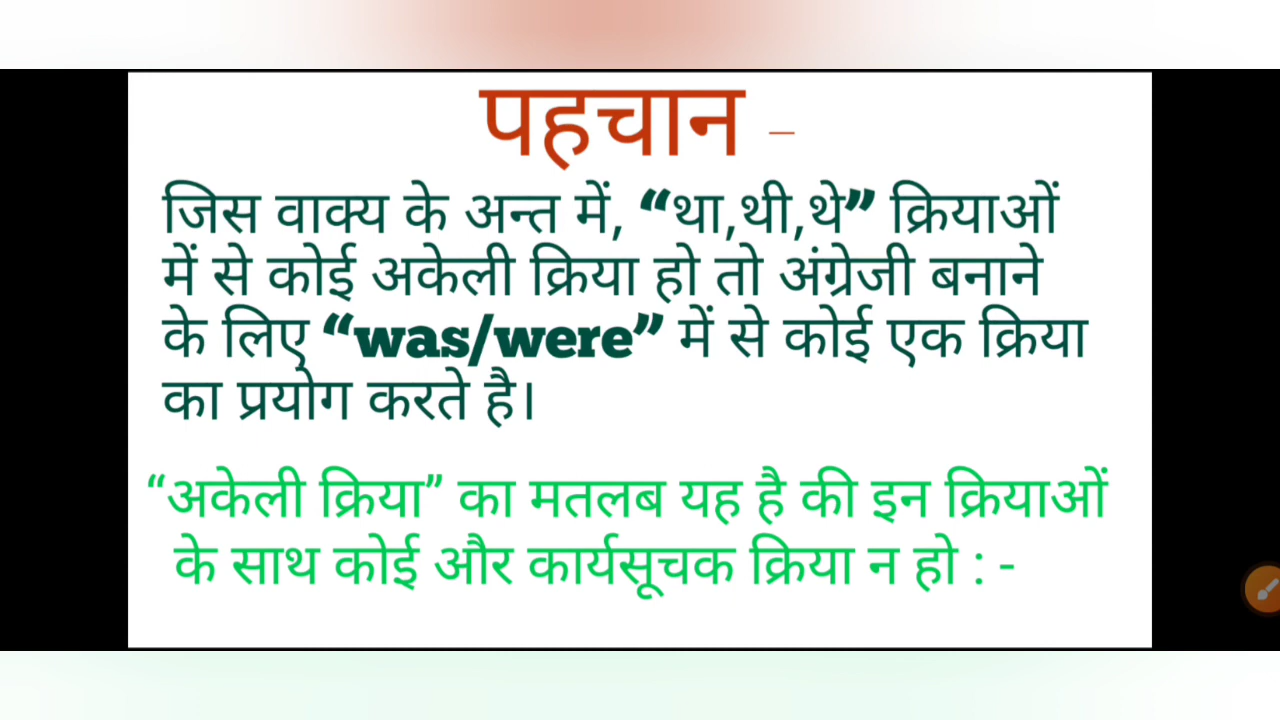 पहचान –
जिस वाक्य के अन्त में, “था,थी,थे” क्रियाओं
में से कोई अकेली क्रिया हो तो अंग्रेजी बनाने
के लिए “was/were” में से कोई एक क्रिया
का प्रयोग करते है।
“अकेली क्रिया” का मतलब यह है की इन क्रियाओं
के साथ कोई और कार्यसूचक क्रिया न हो : -